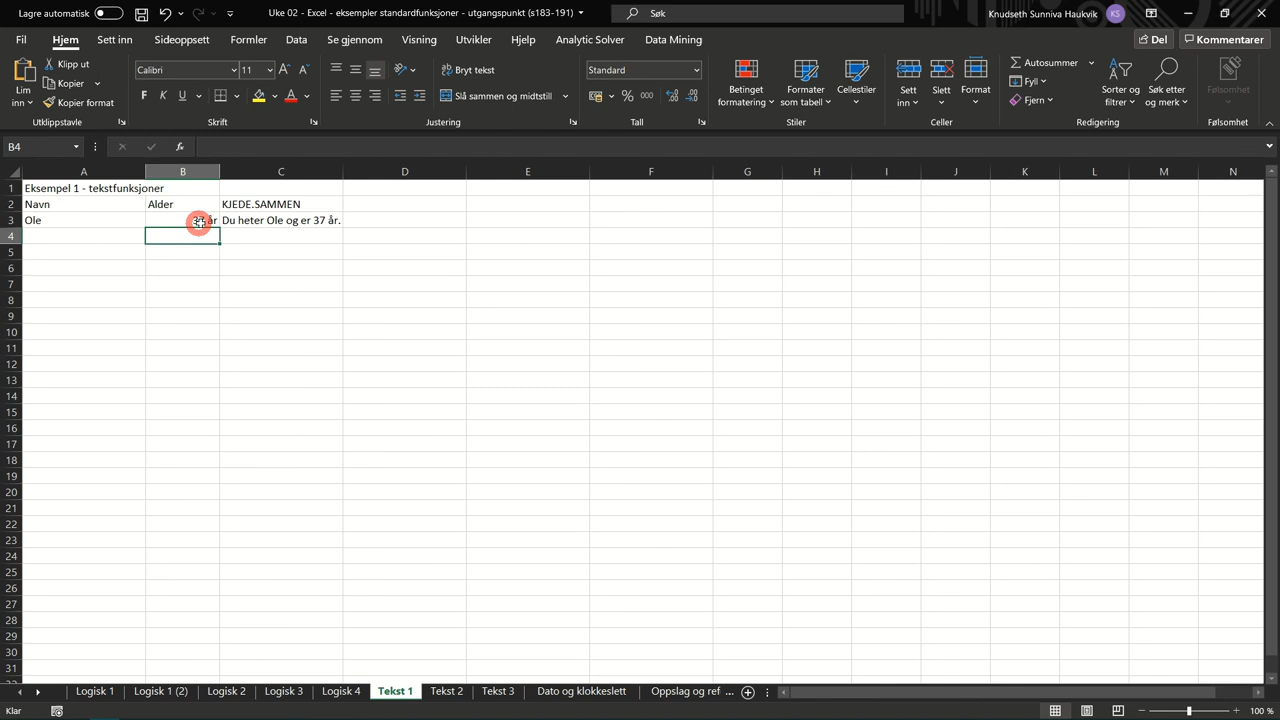 Lagre automatisk
Uke 02 - Excel - eksempler standardfunksjoner - utgangspunkt (s183-191)
Søk
Knudseth Sunniva Haukvik
KS
Fil Hjem Sett inn Sideoppsett Formler Data Se gjennom Visning Utvikler Hjelp Analytic Solver Data Mining
Del
Kommentarer
Lim inn
Klipp ut
Kopier
Kopier format
Utklippstavle
Calibri 11
Skrift
Bryt tekst
Slå sammen og midtstill
Justering
Standard
Tall
Betinget formatering
Formater som tabell
Cellestiler
Stiler
Sett inn
Slett
Format
Celler
Autosummer
Fyll
Fjern
Sorter og filtrer
Søk etter og merk
Redigering
Følsomhet
Følsomhet
B4
fx
A B C D E F G H I J K L M N
1 Eksempel 1 - tekstfunksjoner
2 Navn Alder KJEDE.SAMMEN
3 Ole 37 år Du heter Ole og er 37 år.
4
5
6
7
8
9
10
11
12
13
14
15
16
17
18
19
20
21
22
23
24
25
26
27
28
29
30
31
Logisk 1 Logisk 1 (2) Logisk 2 Logisk 3 Logisk 4 Tekst 1 Tekst 2 Tekst 3 Dato og klokkeslett Oppslag og ref ...
Klar
100 %